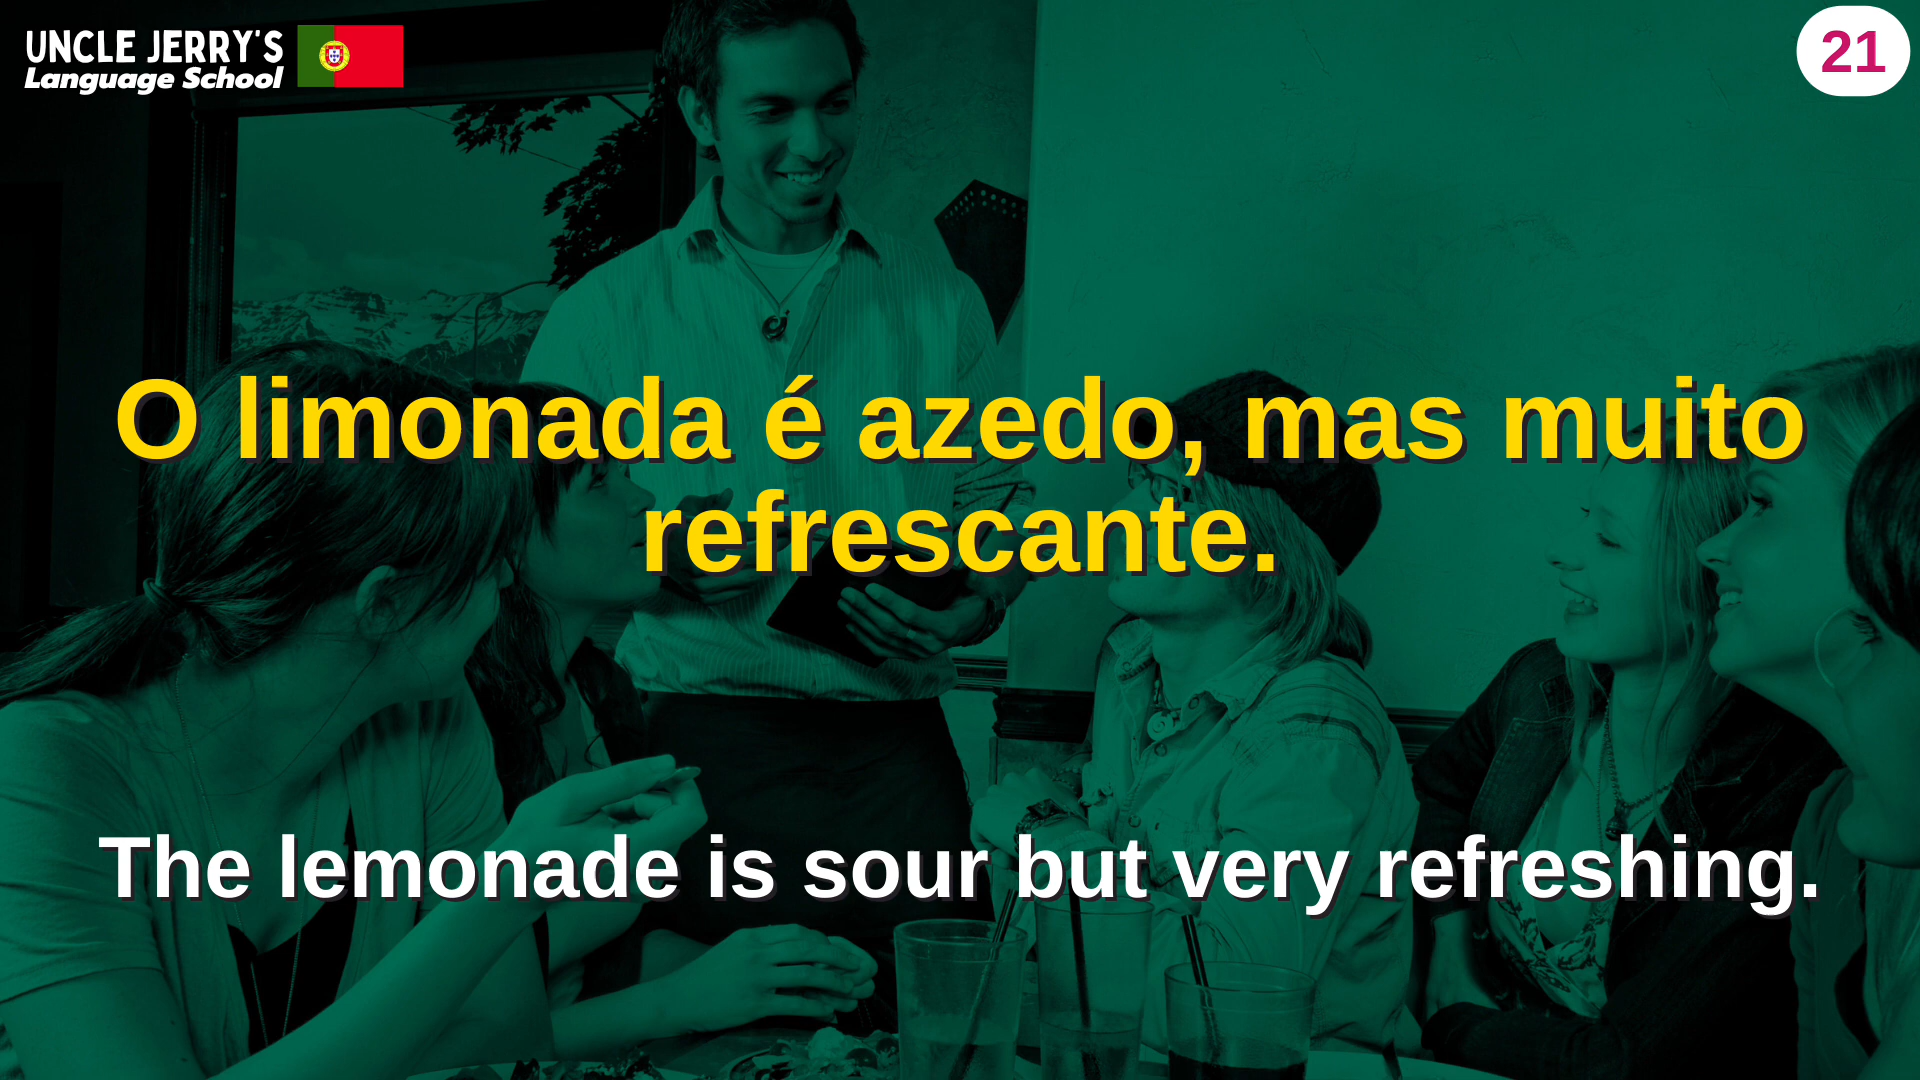 UNCLE JERRY'S
Language School
21
O limonada é azedo, mas muito
refrescante.
The lemonade is sour but very refreshing.